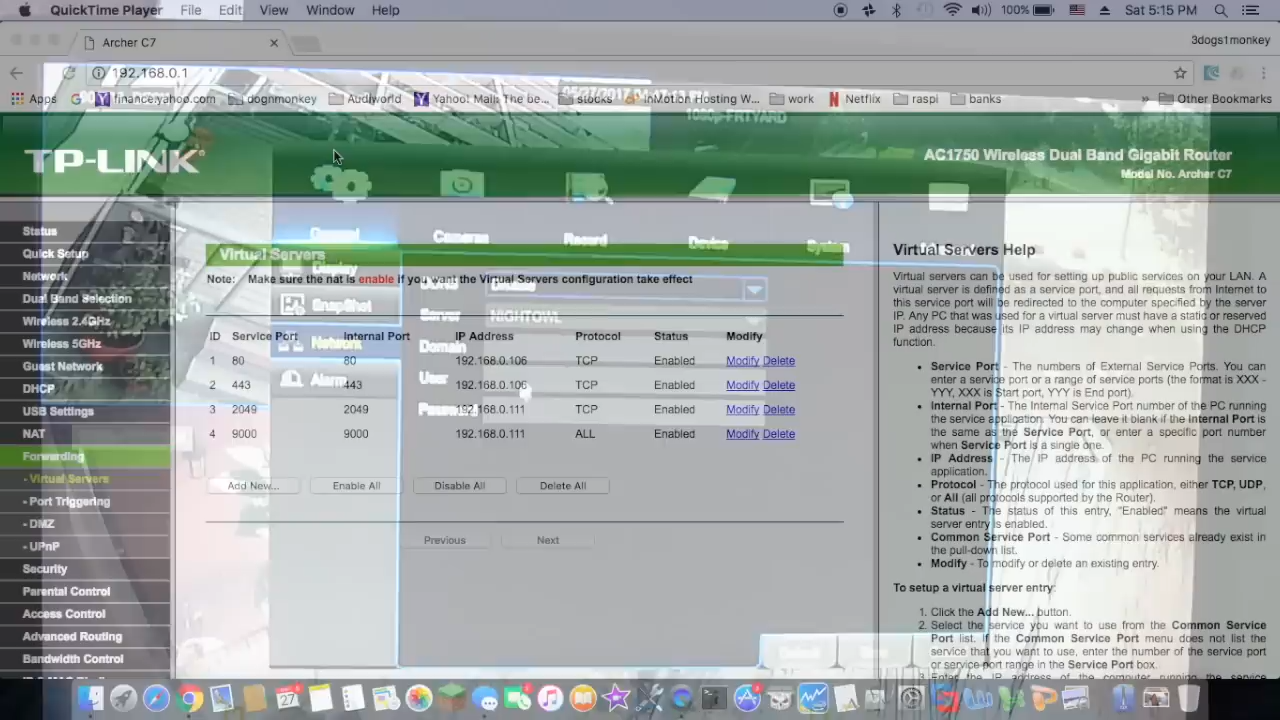 QuickTime Player File Edit View Window Help 100% Sat 5:15 PM
Archer C7 3dogs1monkey
192.168.0.1
Apps finance.yahoo.com dognmonkey Audiworld Yahoo! Mail: The be... stocks InMotion Hosting W... work Netflix raspi banks » Other Bookmarks
1080p-FRTYARD
TP-LINK
AC1750 Wireless Dual Band Gigabit Router
Model No. Archer C7
General Cameras Record Device System
Status
Quick Setup
Network
Dual Band Selection
Wireless 2.4GHz
Wireless 5GHz
Guest Network
DHCP
USB Settings
NAT
Forwarding
- Virtual Servers
- Port Triggering
- DMZ
- UPnP
Security
Parental Control
Access Control
Advanced Routing
Bandwidth Control
Virtual Servers
Note: Make sure the nat is enable if you want the Virtual Servers configuration take effect
Display
SnapShot
Network
Alarm
Server NIGHTOWL
Domain
User
ID Service Port Internal Port IP Address Protocol Status Modify
1 80 80 192.168.0.106 TCP Enabled Modify Delete
2 443 443 192.168.0.106 TCP Enabled Modify Delete
3 2049 2049 192.168.0.111 TCP Enabled Modify Delete
4 9000 9000 192.168.0.111 ALL Enabled Modify Delete
Add New... Enable All Disable All Delete All
Previous Next
Virtual Servers Help
Virtual servers can be used for setting up public services on your LAN. A
virtual server is defined as a service port, and all requests from Internet to
this service port will be redirected to the computer specified by the server
IP. Any PC that was used for a virtual server must have a static or reserved
IP address because its IP address may change when using the DHCP
function.
• Service Port - The numbers of External Service Ports. You can
enter a service port or a range of service ports (the format is XXX -
YYY, XXX is Start port, YYY is End port).
• Internal Port - The Internal Service Port number of the PC running
the service application. You can leave it blank if the Internal Port is
the same as the Service Port, or enter a specific port number
when Service Port is a single one.
• IP Address - The IP address of the PC running the service
application.
• Protocol - The protocol used for this application, either TCP, UDP,
or All (all protocols supported by the Router).
• Status - The status of this entry, "Enabled" means the virtual
server entry is enabled.
• Common Service Port - Some common services already exist in
the pull-down list.
• Modify - To modify or delete an existing entry.
To setup a virtual server entry:
1. Click the Add New... button.
2. Select the service you want to use from the Common Service
Port list. If the Common Service Port menu does not list the
service that you want to use, enter the number of the service port
or service port range in the Service Port box.